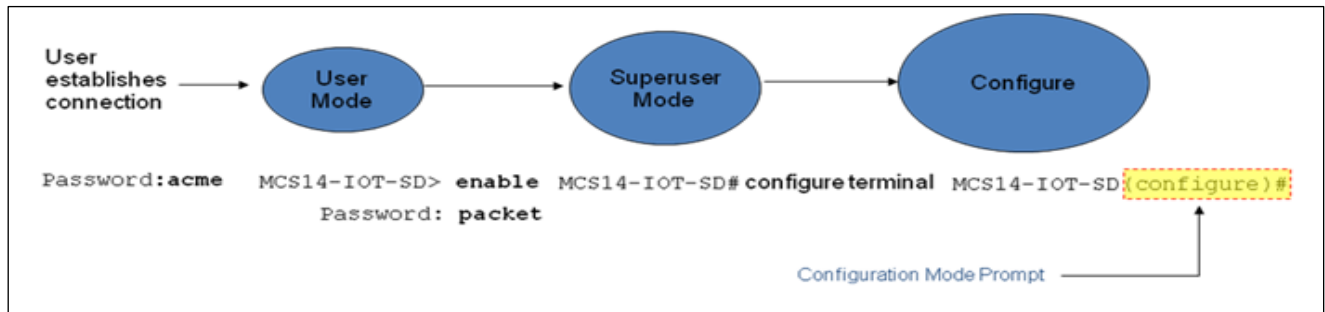 User
establishes
connection
User
Mode
Superuser
Mode
Configure
Password:acme
MCS14-IOT-SD> enable
Password: packet
MCS14-IOT-SD# configure terminal
MCS14-IOT-SD(configure)#
Configuration Mode Prompt